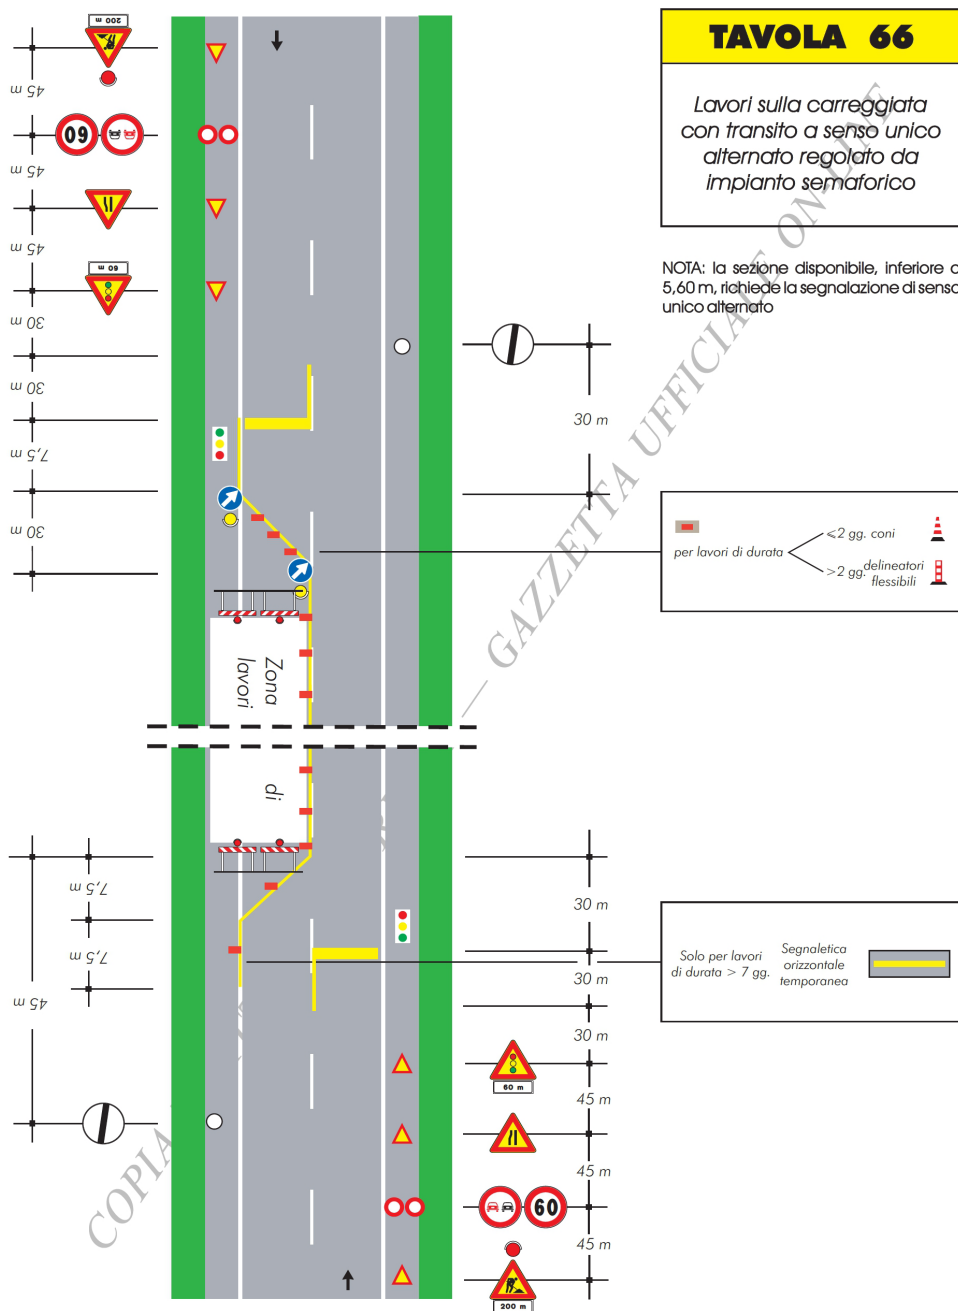 TAVOLA 66
Lavori sulla carreggiata
con transito a senso unico
alternato regolato da
impianto semaforico
NOTA: la sezione disponibile, inferiore a
5,60 m, richiede la segnalazione di senso
unico alternato
200 m
45 m
60
45 m
45 m
60 m
30 m
30 m
7,5 m
30 m
30 m
per lavori di durata
≤2 gg. coni
>2 gg. delineatori
flessibili
Zona
lavori
di
7,5 m
7,5 m
45 m
30 m
30 m
30 m
Solo per lavori
di durata > 7 gg.
Segnaletica
orizzontale
temporanea
60 m
45 m
45 m
60
45 m
200 m
COPIA
GAZZETTA UFFICIALE ON-LINE